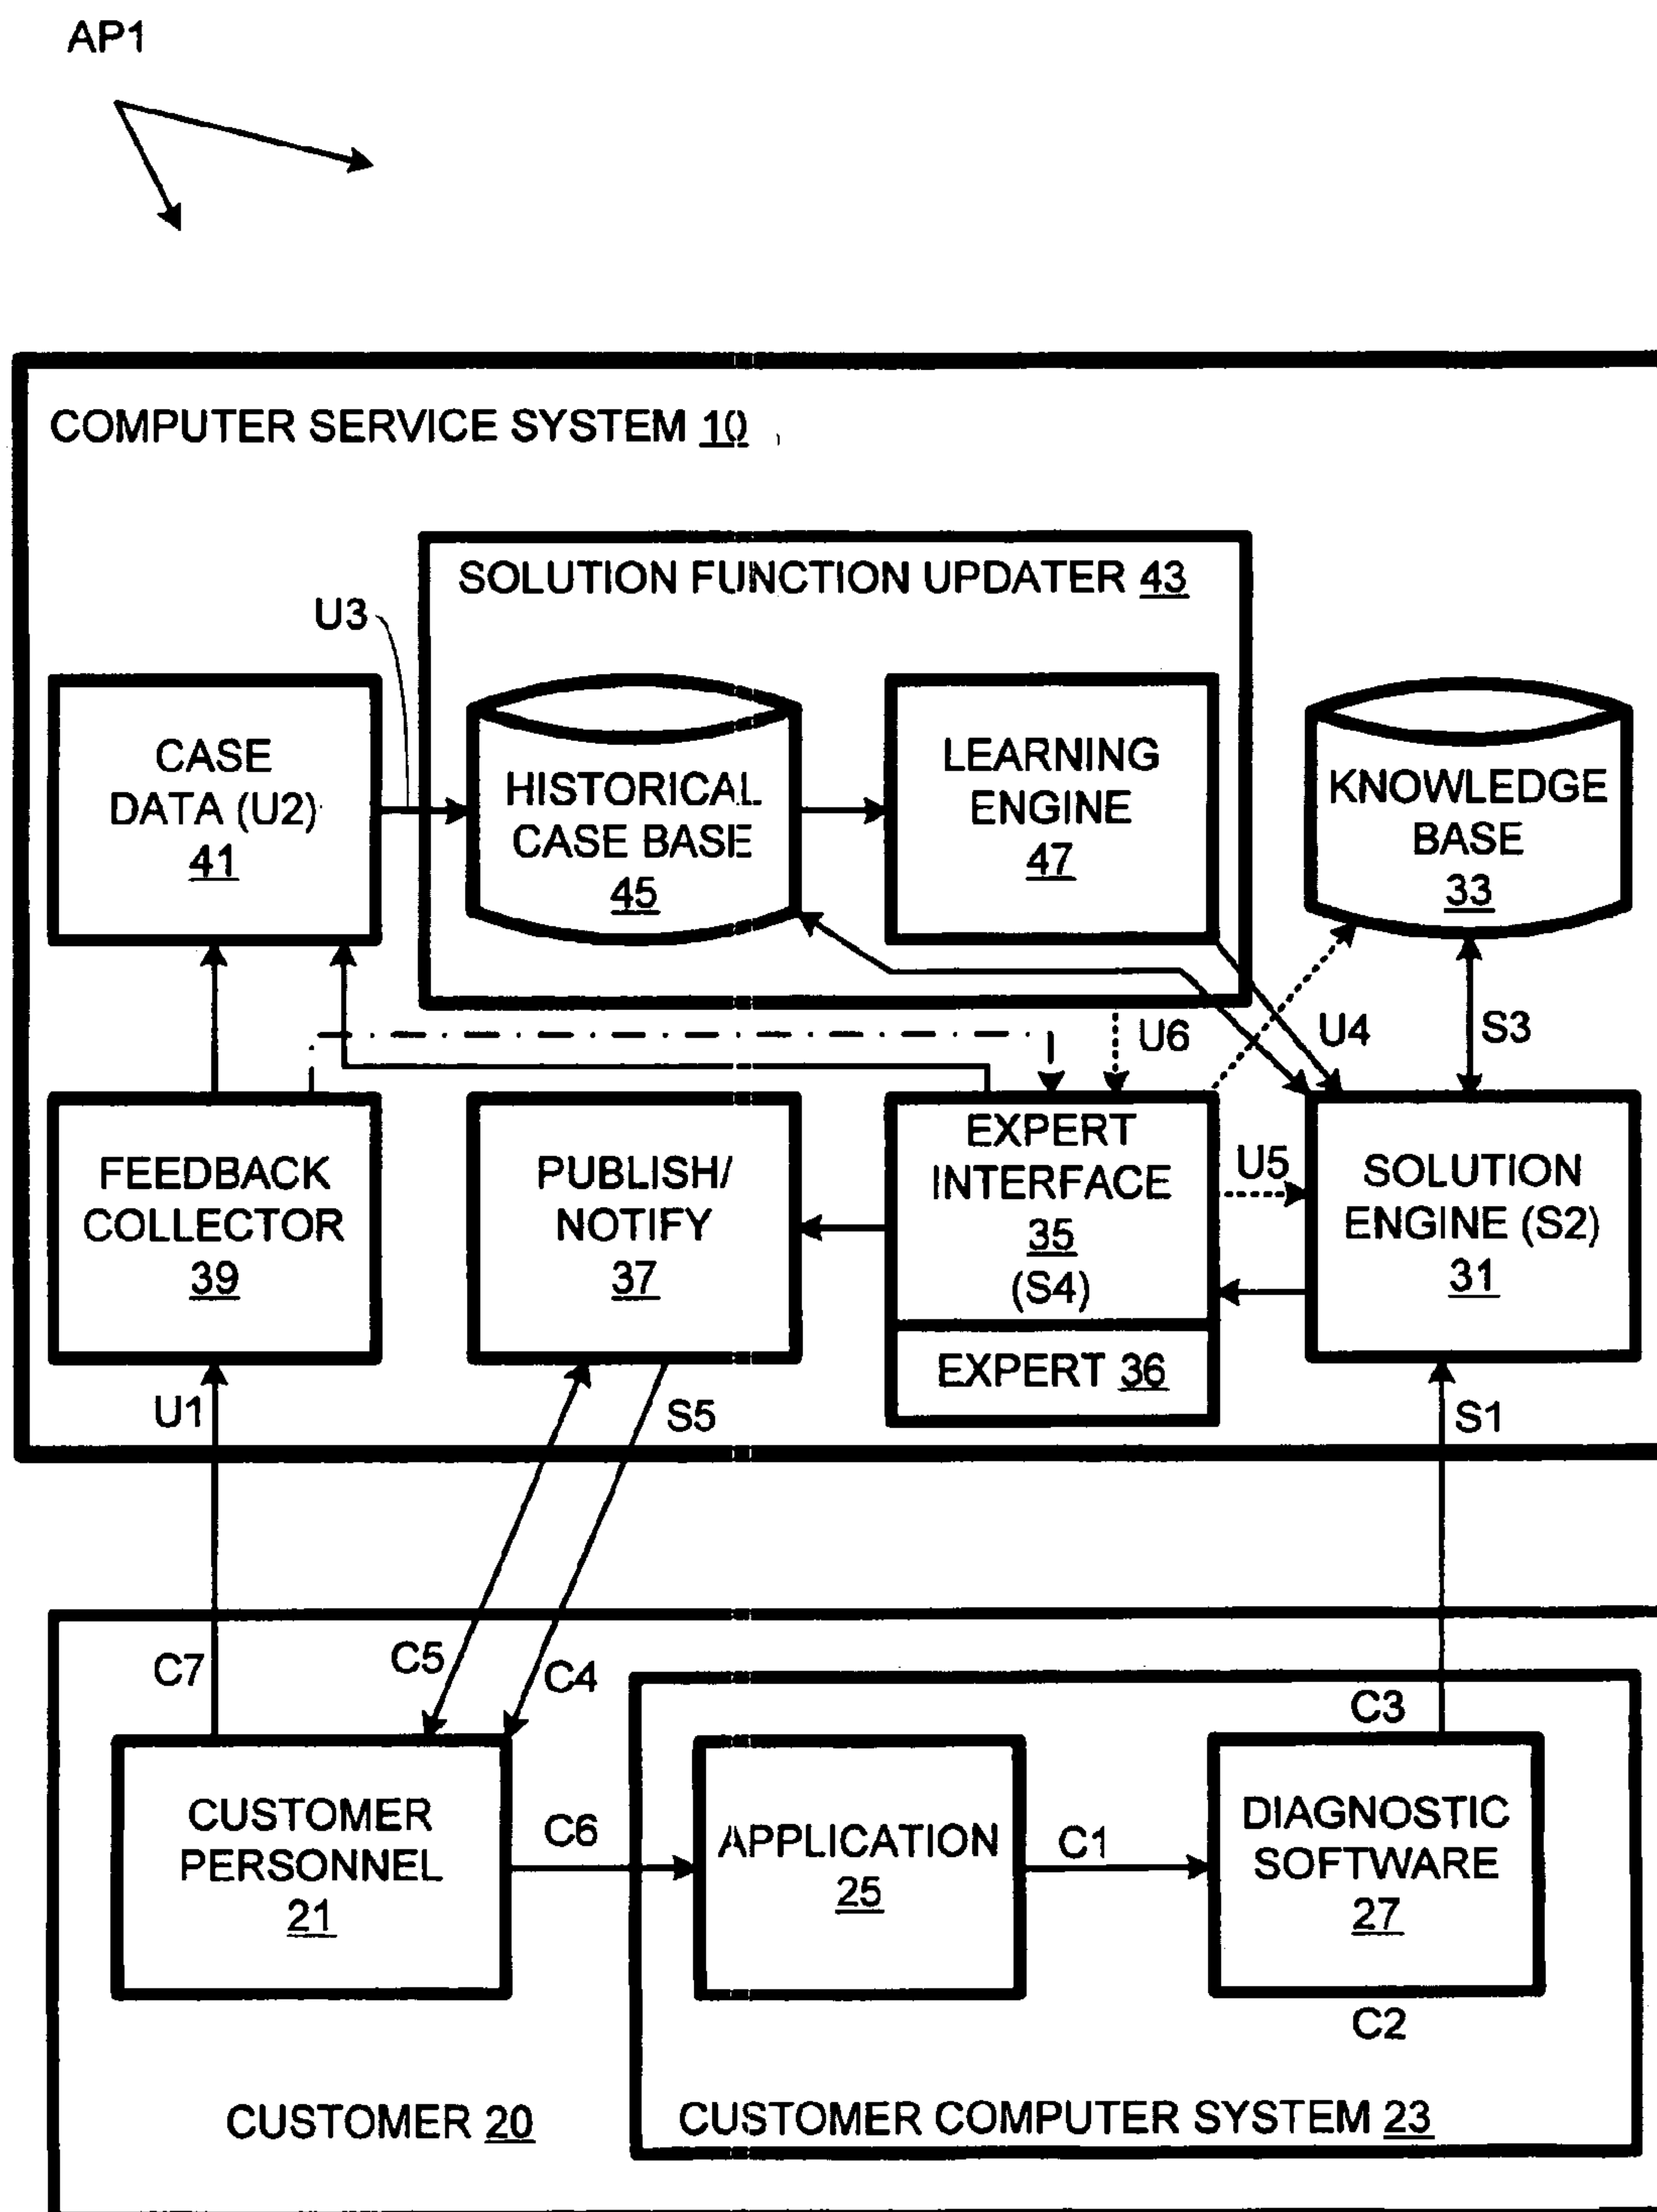 AP1
COMPUTER SERVICE SYSTEM 10
SOLUTION FUNCTION UPDATER 43
U3
CASE
DATA (U2)
41
HISTORICAL
CASE BASE
45
LEARNING
ENGINE
47
KNOWLEDGE
BASE
33
U6
U4
S3
FEEDBACK
COLLECTOR
39
PUBLISH/
NOTIFY
37
EXPERT
INTERFACE
35
(S4)
EXPERT 36
U5
SOLUTION
ENGINE (S2)
31
U1
S5
S1
C7
C5
C4
C3
CUSTOMER
PERSONNEL
21
C6
APPLICATION
25
C1
DIAGNOSTIC
SOFTWARE
27
C2
CUSTOMER 20
CUSTOMER COMPUTER SYSTEM 23